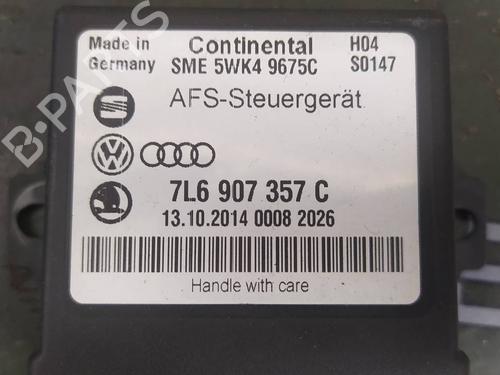 Made in
Germany
Continental
SME 5WK4 9675C
H04
S0147
AFS-Steuergerät
7L6 907 357 C
13.10.2014 0008 2026
Handle with care
B-PARTS